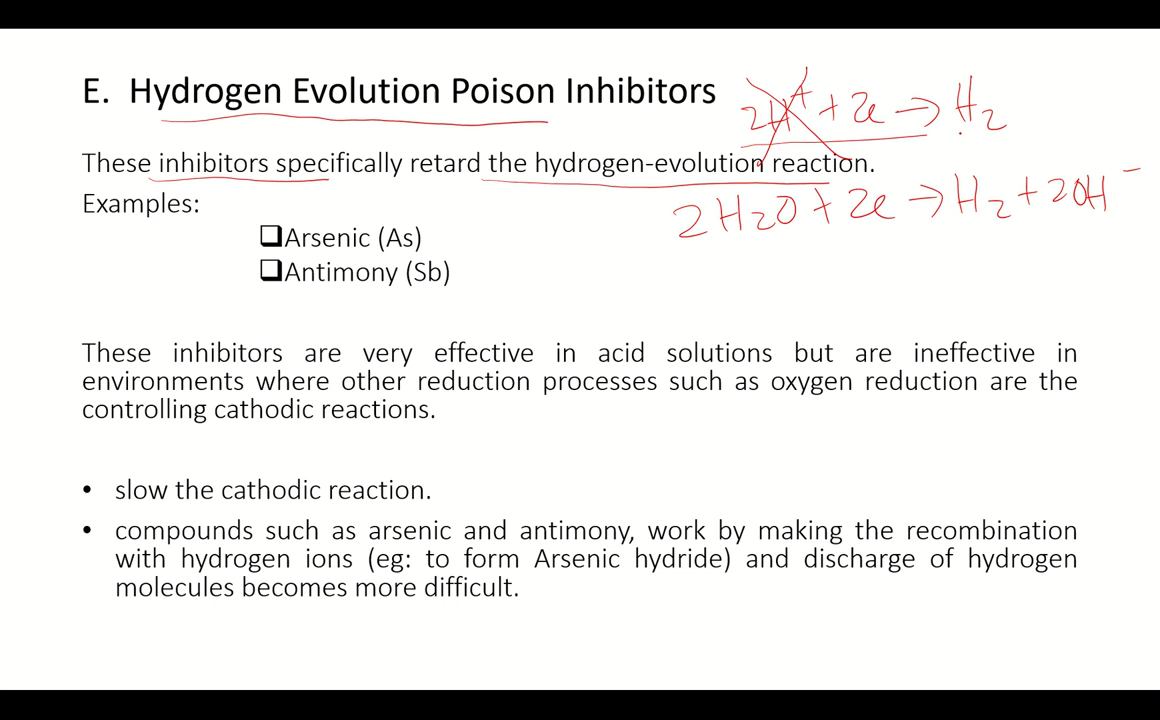 E. Hydrogen Evolution Poison Inhibitors
2H⁺ + 2e → H₂
These inhibitors specifically retard the hydrogen-evolution reaction.
2H₂O + 2e → H₂ + 2OH⁻
Examples:
❑Arsenic (As)
❑Antimony (Sb)
These inhibitors are very effective in acid solutions but are ineffective in
environments where other reduction processes such as oxygen reduction are the
controlling cathodic reactions.
• slow the cathodic reaction.
• compounds such as arsenic and antimony, work by making the recombination
with hydrogen ions (eg: to form Arsenic hydride) and discharge of hydrogen
molecules becomes more difficult.